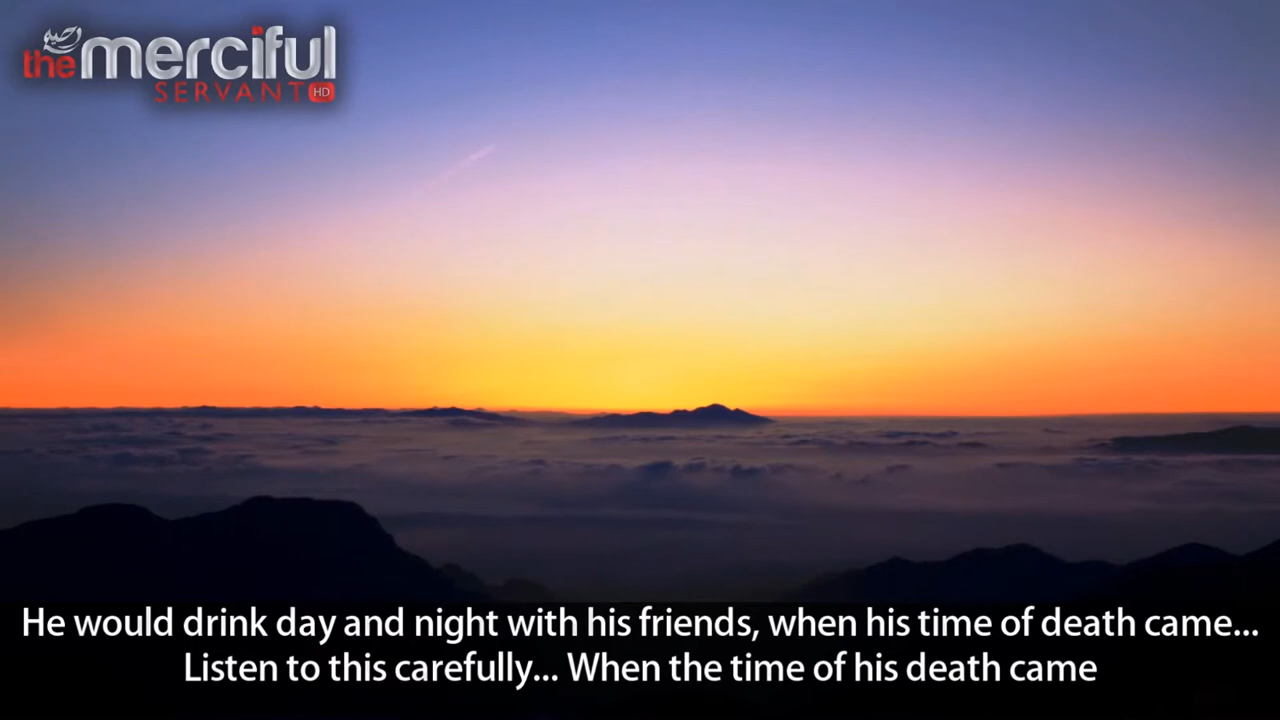 the merciful
SERVANT HD
He would drink day and night with his friends, when his time of death came...
Listen to this carefully... When the time of his death came